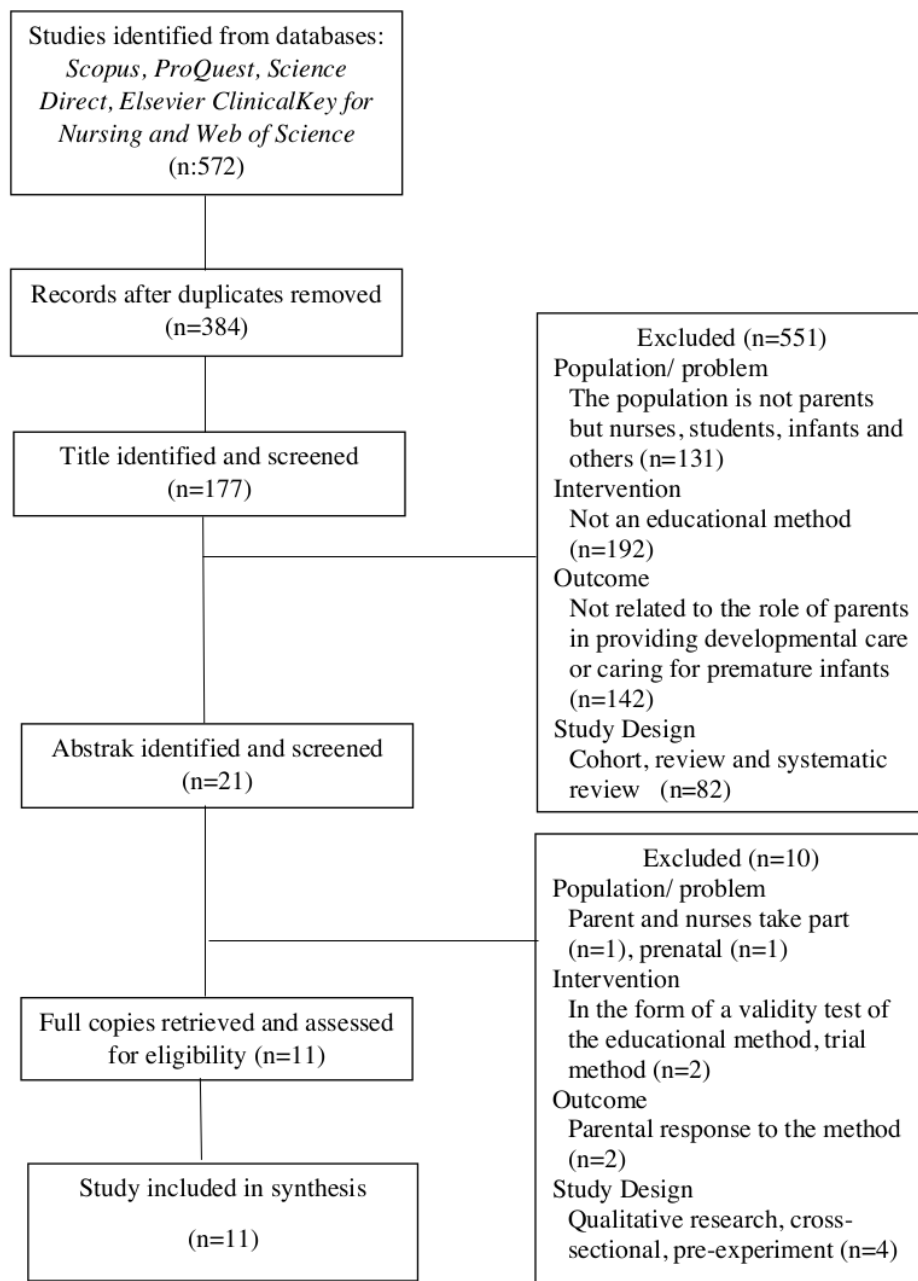 Studies identified from databases:
Scopus, ProQuest, Science
Direct, Elsevier ClinicalKey for
Nursing and Web of Science
(n:572)
Records after duplicates removed
(n=384)
Title identified and screened
(n=177)
Excluded (n=551)
Population/ problem
The population is not parents
but nurses, students, infants and
others (n=131)
Intervention
Not an educational method
(n=192)
Outcome
Not related to the role of parents
in providing developmental care
or caring for premature infants
(n=142)
Study Design
Cohort, review and systematic
review (n=82)
Abstrak identified and screened
(n=21)
Excluded (n=10)
Population/ problem
Parent and nurses take part
(n=1), prenatal (n=1)
Intervention
In the form of a validity test of
the educational method, trial
method (n=2)
Outcome
Parental response to the method
(n=2)
Study Design
Qualitative research, cross-
sectional, pre-experiment (n=4)
Full copies retrieved and assessed
for eligibility (n=11)
Study included in synthesis
(n=11)